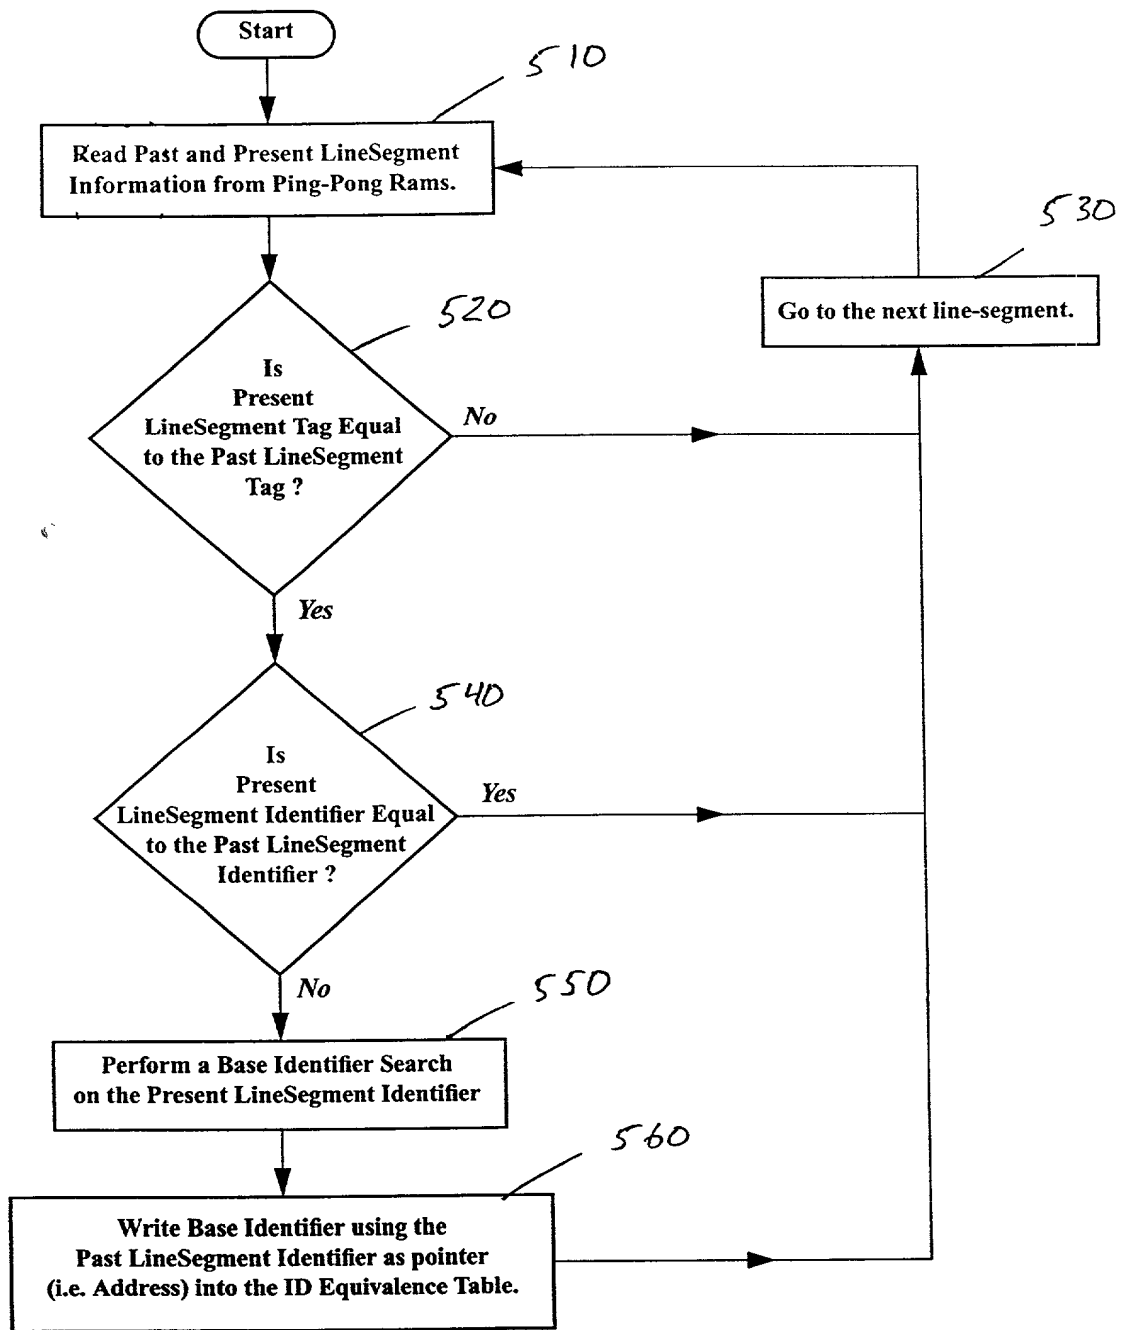 Start
510
Read Past and Present LineSegment
Information from Ping-Pong Rams.
530
Go to the next line-segment.
520
Is
Present
LineSegment Tag Equal
to the Past LineSegment
Tag ?
No
Yes
540
Is
Present
LineSegment Identifier Equal
to the Past LineSegment
Identifier ?
Yes
No
550
Perform a Base Identifier Search
on the Present LineSegment Identifier
560
Write Base Identifier using the
Past LineSegment Identifier as pointer
(i.e. Address) into the ID Equivalence Table.